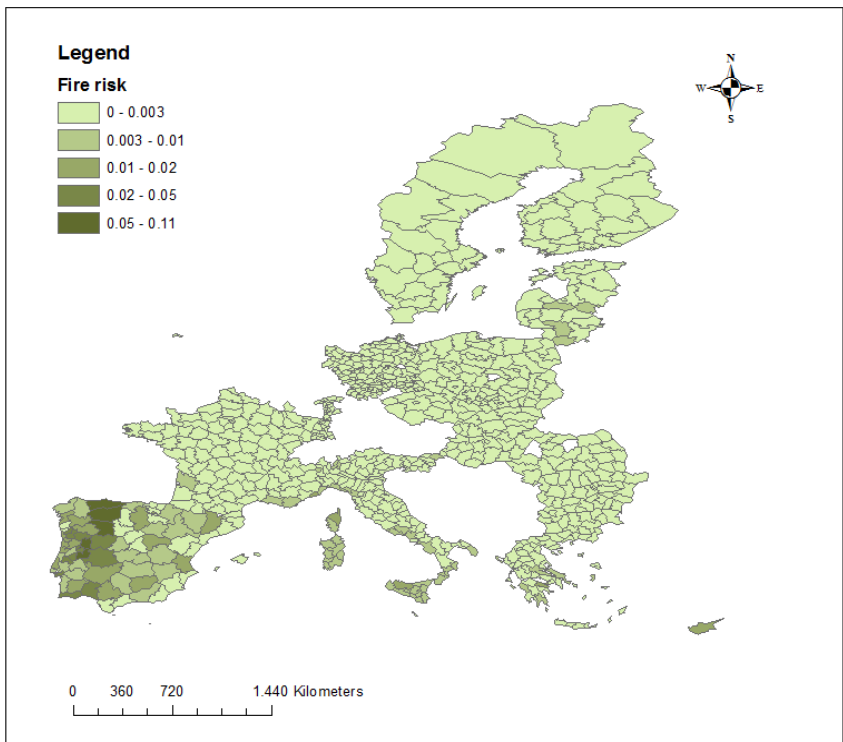 Legend
Fire risk
0 - 0.003
0.003 - 0.01
0.01 - 0.02
0.02 - 0.05
0.05 - 0.11
N
W E
S
0 360 720 1.440 Kilometers